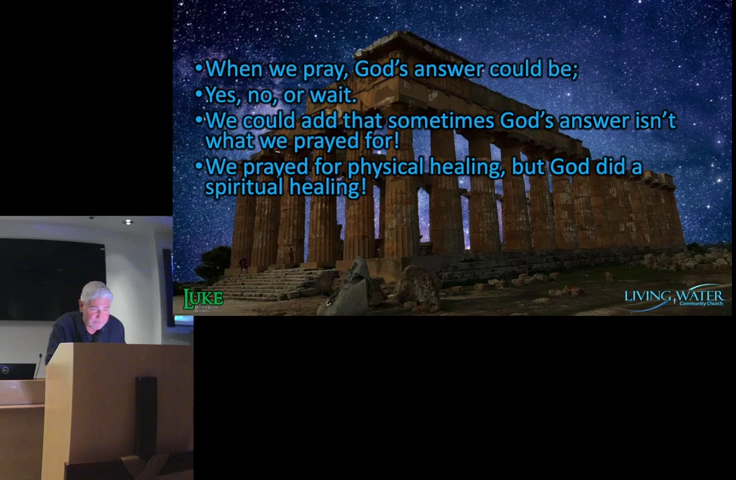 •When we pray, God's answer could be;
•Yes, no, or wait.
•We could add that sometimes God's answer isn't
what we prayed for!
•We prayed for physical healing, but God did a
spiritual healing!
LUKE
LIVING WATER
Community Church